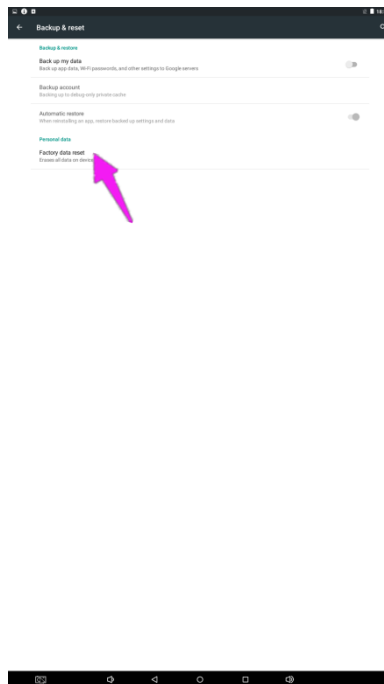 Backup & reset
Backup & restore
Back up my data
Back up app data, Wi-Fi passwords, and other settings to Google servers
Backup account
Backing up to debug-only private cache
Automatic restore
When reinstalling an app, restore backed up settings and data
Personal data
Factory data reset
Erases all data on device